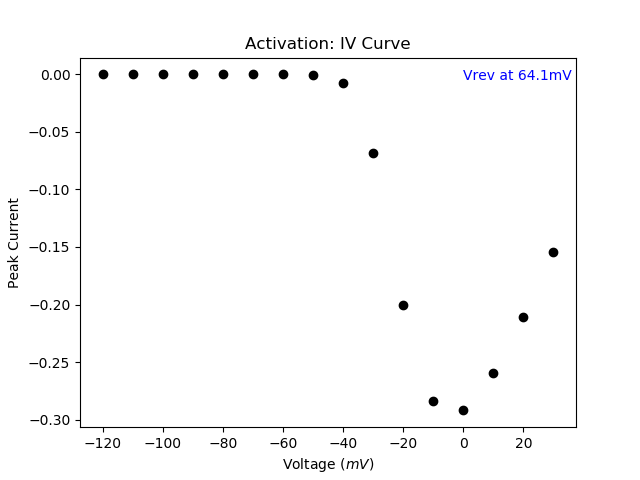 Activation: IV Curve
Vrev at 64.1mV
Peak Current
0.00
−0.05
−0.10
−0.15
−0.20
−0.25
−0.30
−120 −100 −80 −60 −40 −20 0 20
Voltage (mV)